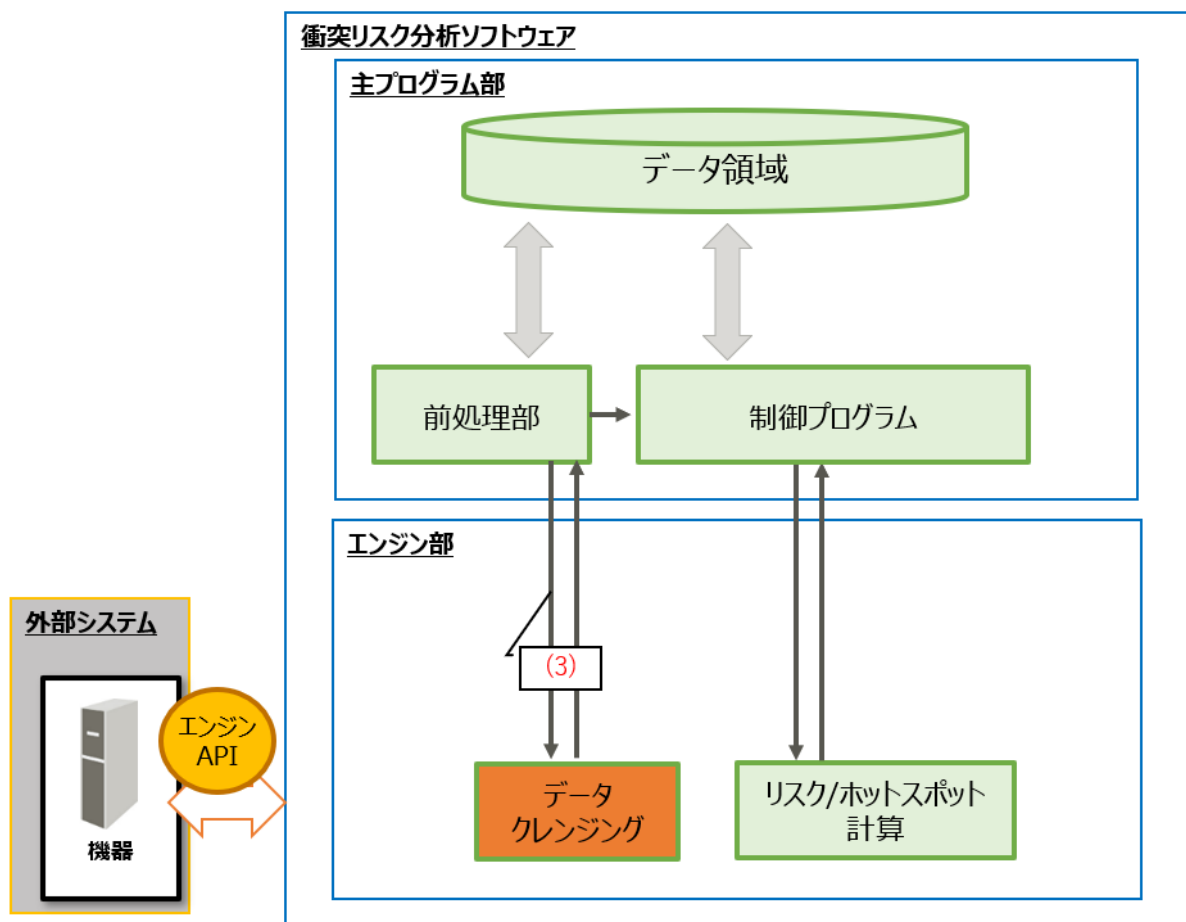 衝突リスク分析ソフトウェア
主プログラム部
データ領域
前処理部
制御プログラム
エンジン部
(3)
データ
クレンジング
リスク/ホットスポット
計算
外部システム
エンジン
API
機器